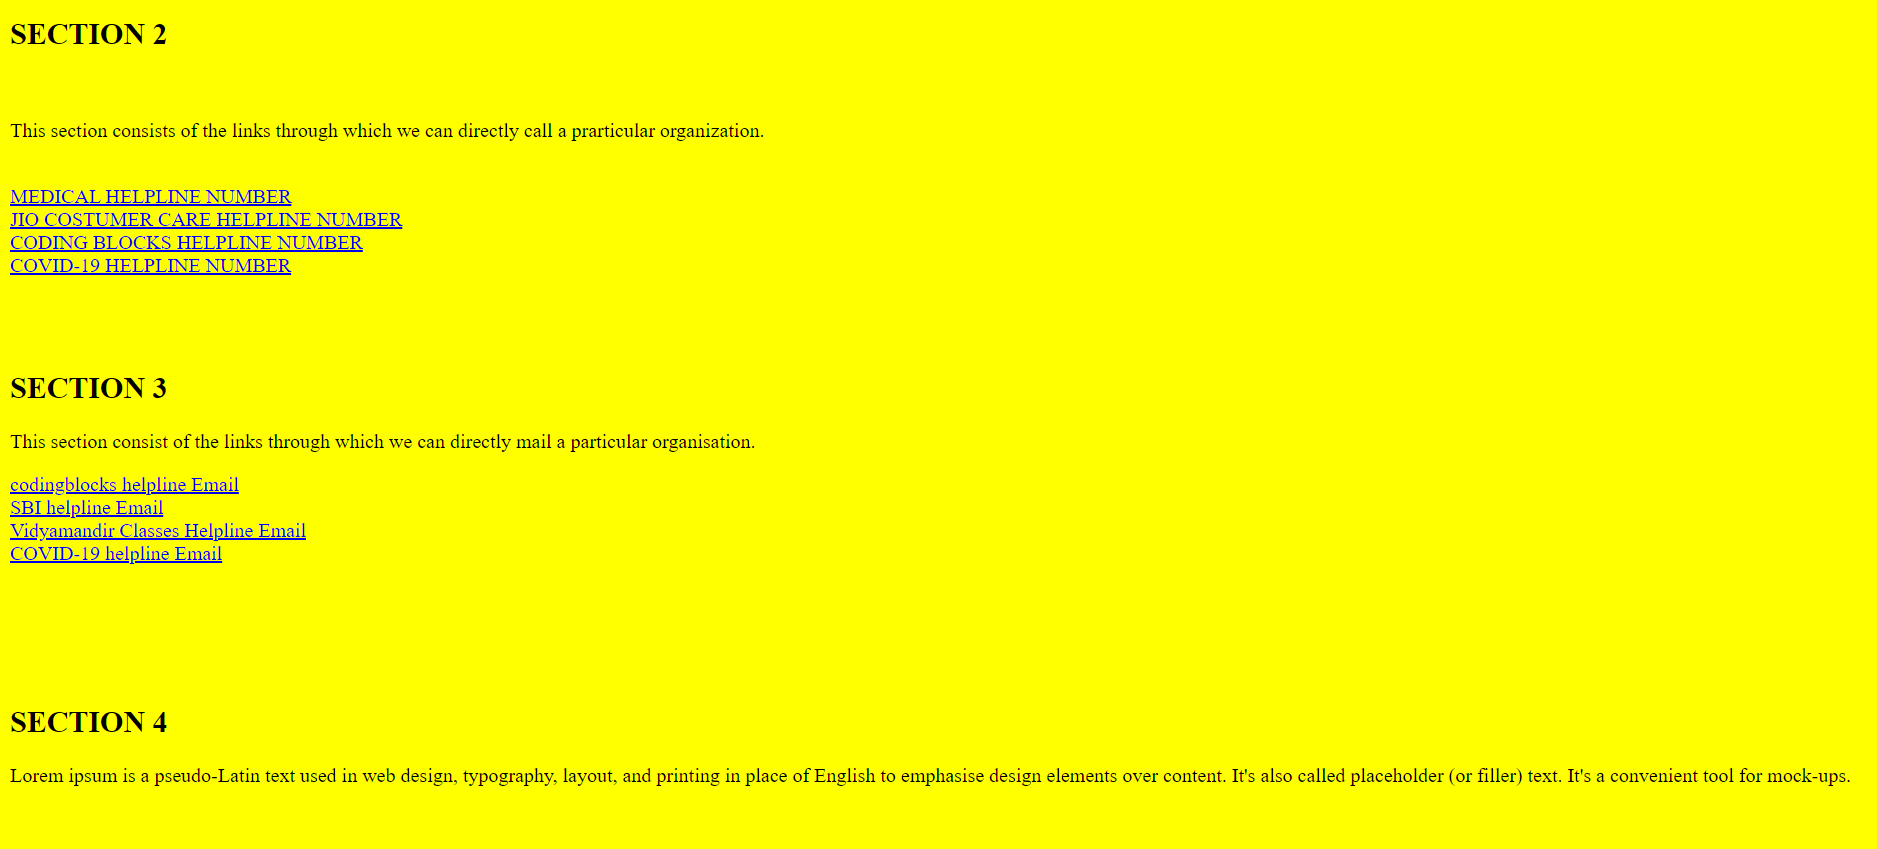 SECTION 2
This section consists of the links through which we can directly call a prarticular organization.
MEDICAL HELPLINE NUMBER
JIO COSTUMER CARE HELPLINE NUMBER
CODING BLOCKS HELPLINE NUMBER
COVID-19 HELPLINE NUMBER
SECTION 3
This section consist of the links through which we can directly mail a particular organisation.
codingblocks helpline Email
SBI helpline Email
Vidyamandir Classes Helpline Email
COVID-19 helpline Email
SECTION 4
Lorem ipsum is a pseudo-Latin text used in web design, typography, layout, and printing in place of English to emphasise design elements over content. It's also called placeholder (or filler) text. It's a convenient tool for mock-ups.